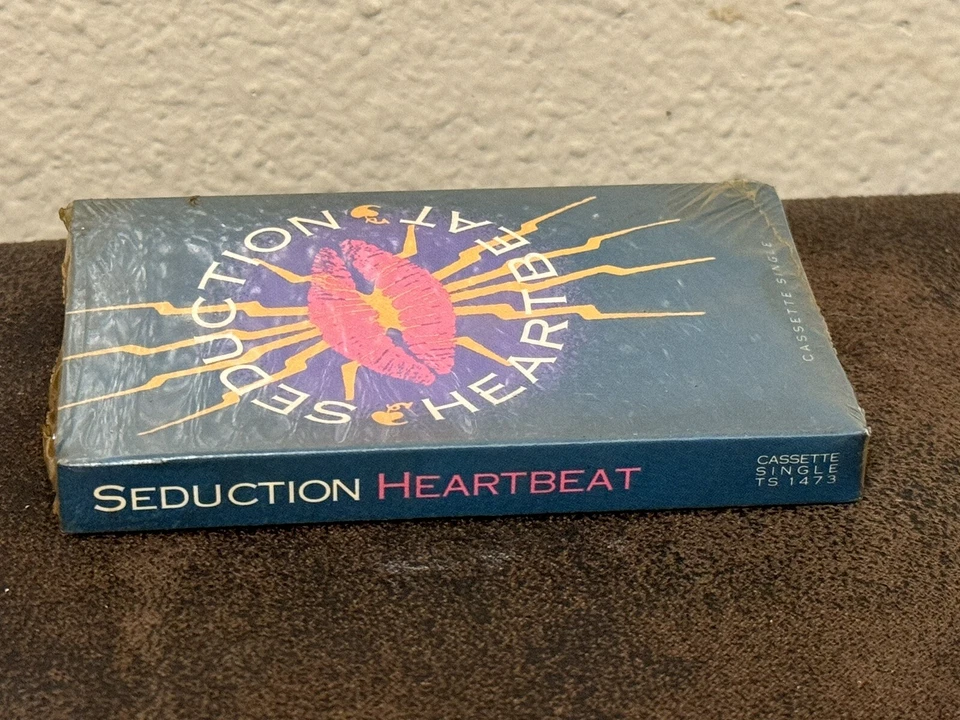 SEDUCTION
HEARTBEAT
CASSETTE SINGLE
SEDUCTION HEARTBEAT
CASSETTE
SINGLE
TS 1473